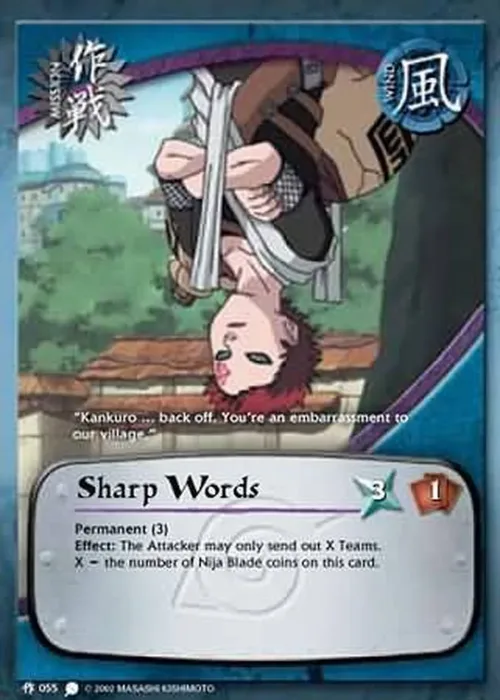 MISSION
作戦
WIND
風
"Kankuro ... back off. You're an embarrassment to
our village."
Sharp Words
3
1
Permanent (3)
Effect: The Attacker may only send out X Teams.
X = the number of Nija Blade coins on this card.
作 055 © 2002 MASASHI KISHIMOTO